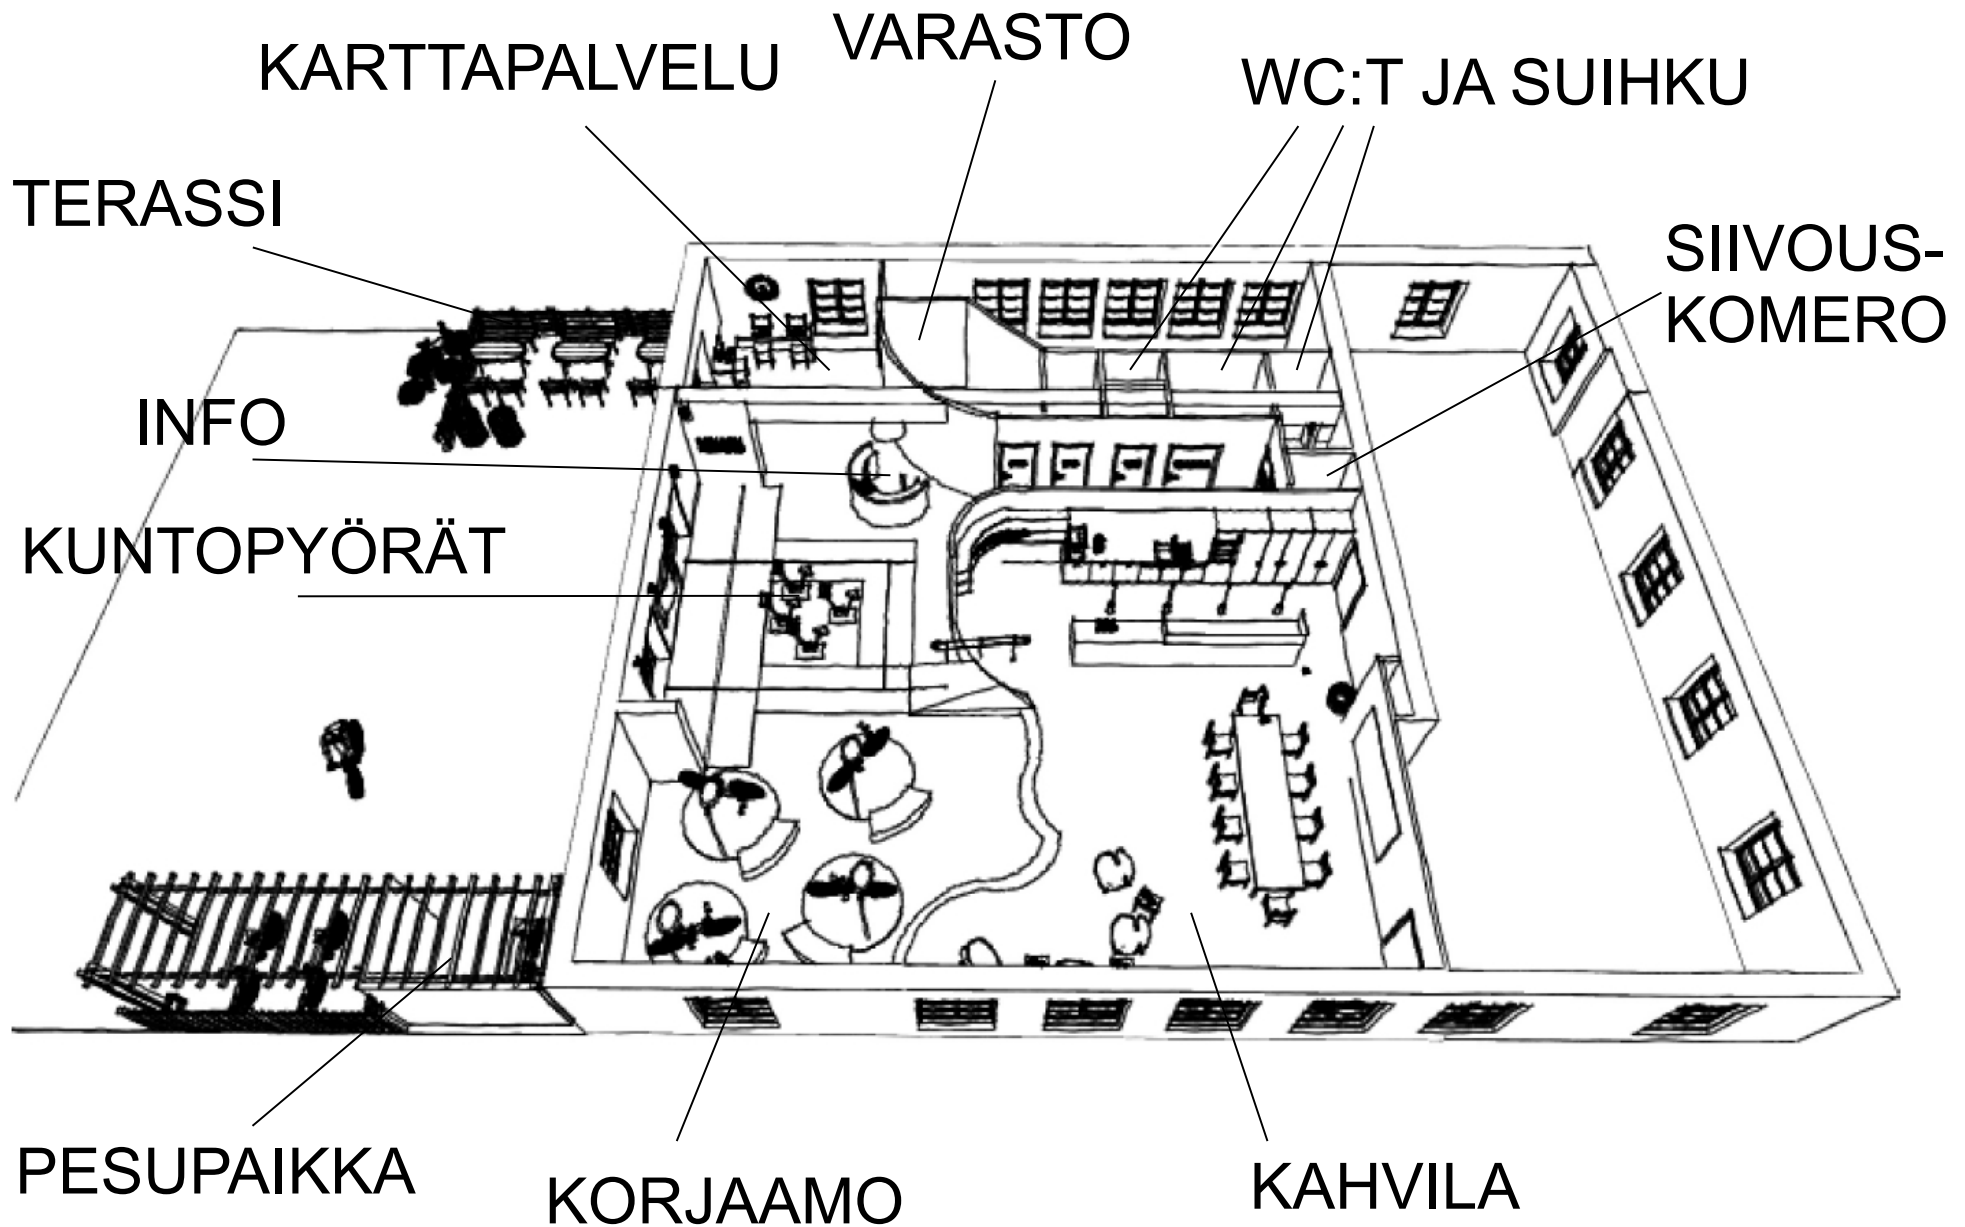 VARASTO
KARTTAPALVELU
WC:T JA SUIHKU
TERASSI
SIIVOUS-
KOMERO
INFO
KUNTOPYÖRÄT
PESUPAIKKA
KORJAAMO
KAHVILA